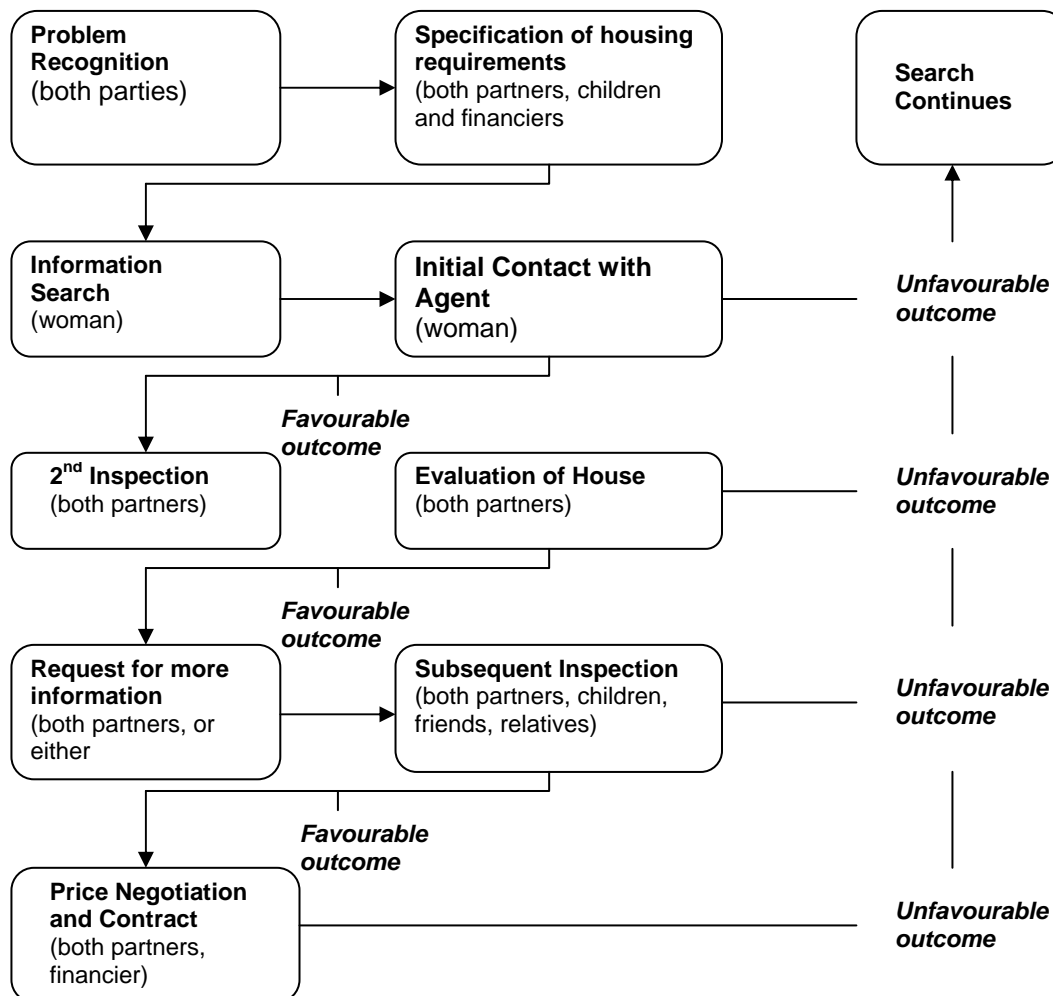 Problem
Recognition
(both parties)
Specification of housing
requirements
(both partners, children
and financiers
Search
Continues
Information
Search
(woman)
Initial Contact with
Agent
(woman)
Unfavourable
outcome
Favourable
outcome
2nd Inspection
(both partners)
Evaluation of House
(both partners)
Unfavourable
outcome
Favourable
outcome
Request for more
information
(both partners, or
either
Subsequent Inspection
(both partners, children,
friends, relatives)
Unfavourable
outcome
Favourable
outcome
Price Negotiation
and Contract
(both partners,
financier)
Unfavourable
outcome